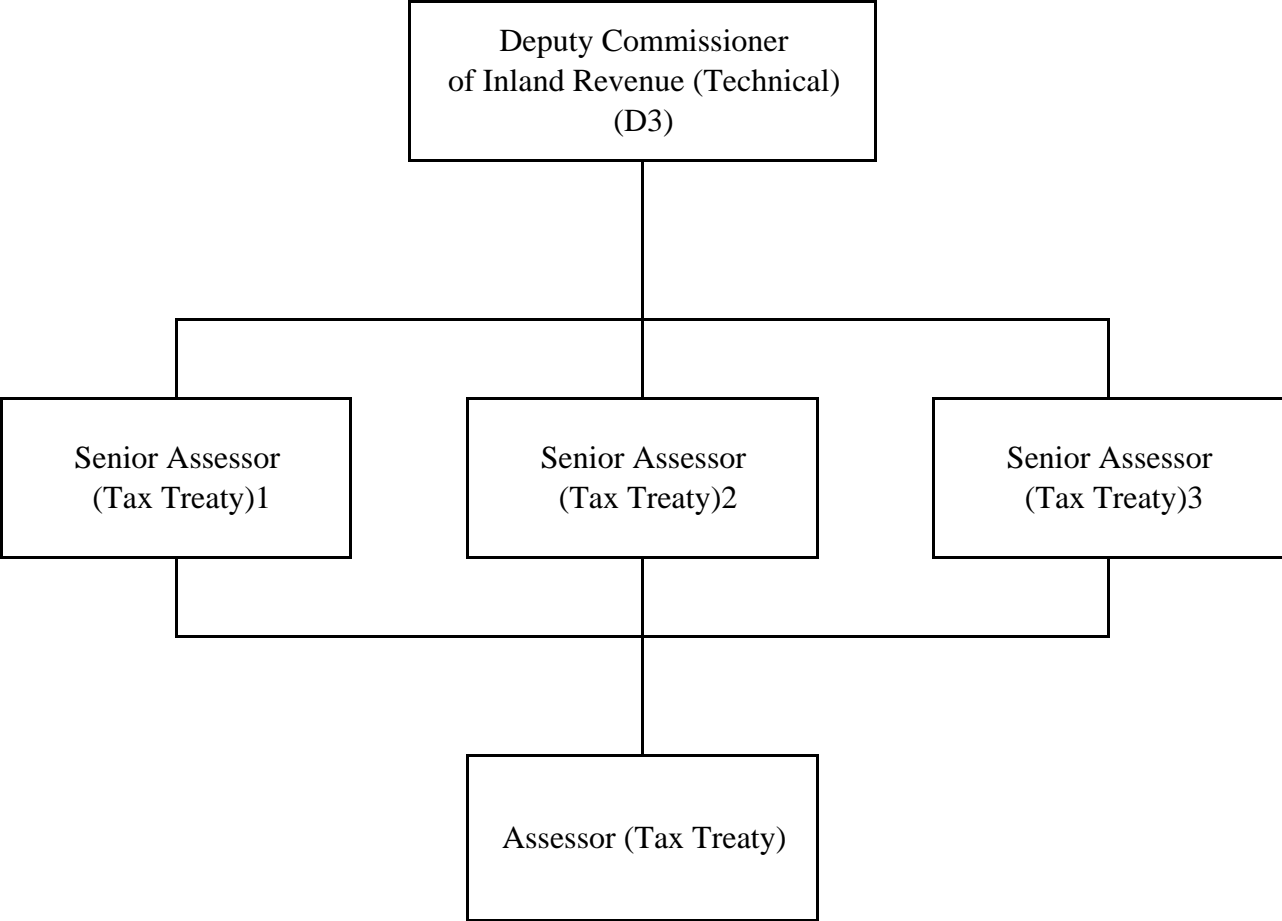 Deputy Commissioner
of Inland Revenue (Technical)
(D3)
Senior Assessor
(Tax Treaty)1
Senior Assessor
(Tax Treaty)2
Senior Assessor
(Tax Treaty)3
Assessor (Tax Treaty)